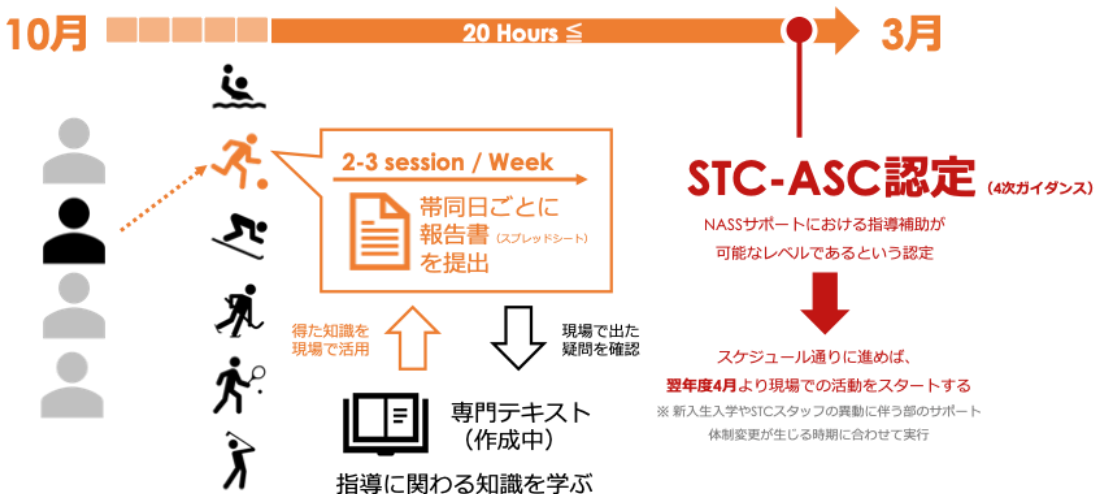 10月
20 Hours ≦
3月
2-3 session / Week
帯同日ごとに
報告書（スプレッドシート）
を提出
得た知識を
現場で活用
現場で出た
疑問を確認
専門テキスト
（作成中）
指導に関わる知識を学ぶ
STC-ASC認定（4次ガイダンス）
NASSサポートにおける指導補助が
可能なレベルであるという認定
スケジュール通りに進めば、
翌年度4月より現場での活動をスタートする
※ 新入生入学やSTCスタッフの異動に伴う部のサポート
体制変更が生じる時期に合わせて実行